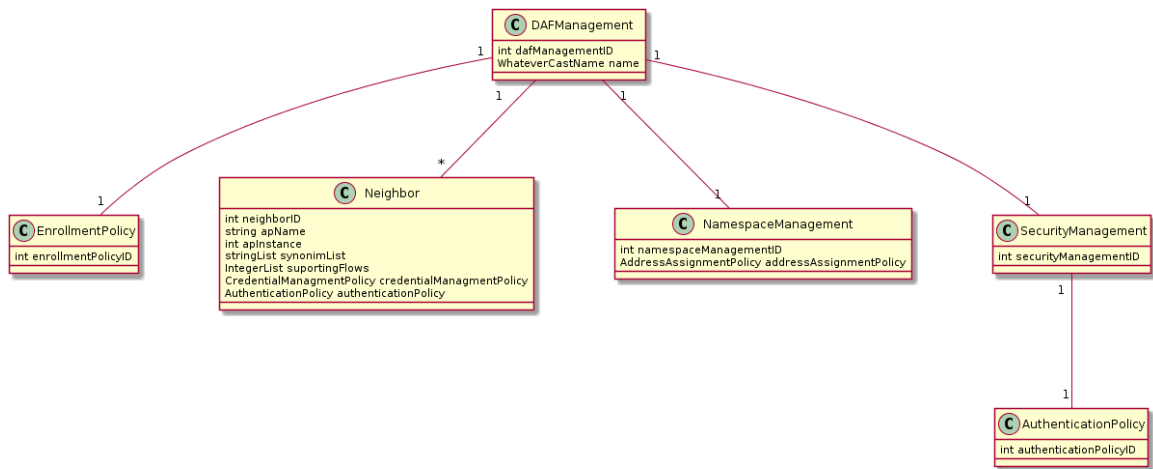 C DAFManagement
int dafManagementID
WhateverCastName name
1
1
1
1
*
1
1
1
C EnrollmentPolicy
int enrollmentPolicyID
C Neighbor
int neighborID
string apName
int apInstance
stringList synonimList
IntegerList suportingFlows
CredentialManagmentPolicy credentialManagmentPolicy
AuthenticationPolicy authenticationPolicy
C NamespaceManagement
int namespaceManagementID
AddressAssignmentPolicy addressAssignmentPolicy
C SecurityManagement
int securityManagementID
1
1
C AuthenticationPolicy
int authenticationPolicyID